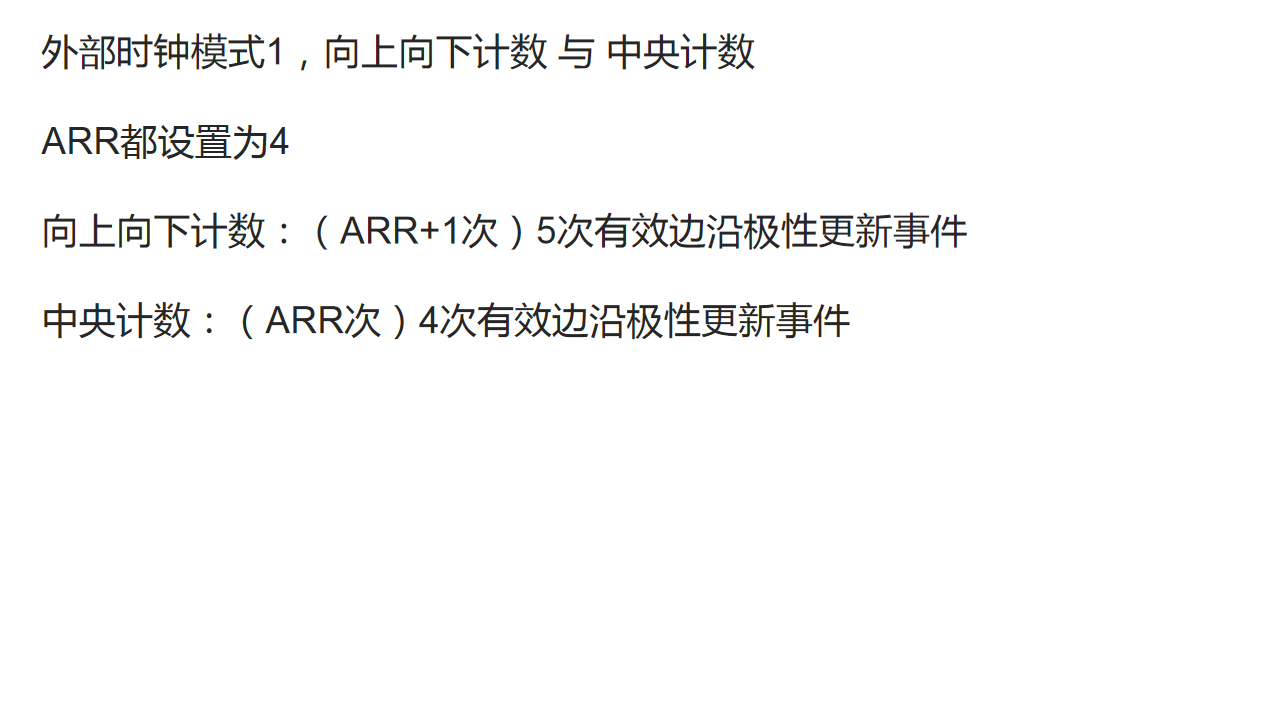 外部时钟模式1，向上向下计数 与 中央计数
ARR都设置为4
向上向下计数：（ARR+1次）5次有效边沿极性更新事件
中央计数：（ARR次）4次有效边沿极性更新事件